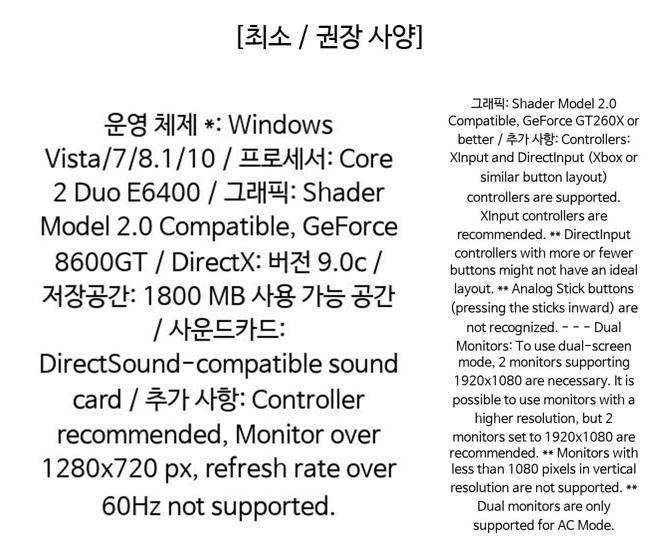 [최소 / 권장 사양]
운영 체제 *: Windows
Vista/7/8.1/10 / 프로세서: Core
2 Duo E6400 / 그래픽: Shader
Model 2.0 Compatible, GeForce
8600GT / DirectX: 버전 9.0c /
저장공간: 1800 MB 사용 가능 공간
/ 사운드카드:
DirectSound-compatible sound
card / 추가 사항: Controller
recommended, Monitor over
1280x720 px, refresh rate over
60Hz not supported.
그래픽: Shader Model 2.0
Compatible, GeForce GT260X or
better / 추가 사항: Controllers:
XInput and DirectInput (Xbox or
similar button layout)
controllers are supported.
XInput controllers are
recommended. ** DirectInput
controllers with more or fewer
buttons might not have an ideal
layout. ** Analog Stick buttons
(pressing the sticks inward) are
not recognized. - - - Dual
Monitors: To use dual-screen
mode, 2 monitors supporting
1920x1080 are necessary. It is
possible to use monitors with a
higher resolution, but 2
monitors set to 1920x1080 are
recommended. ** Monitors with
less than 1080 pixels in vertical
resolution are not supported. **
Dual monitors are only
supported for AC Mode.